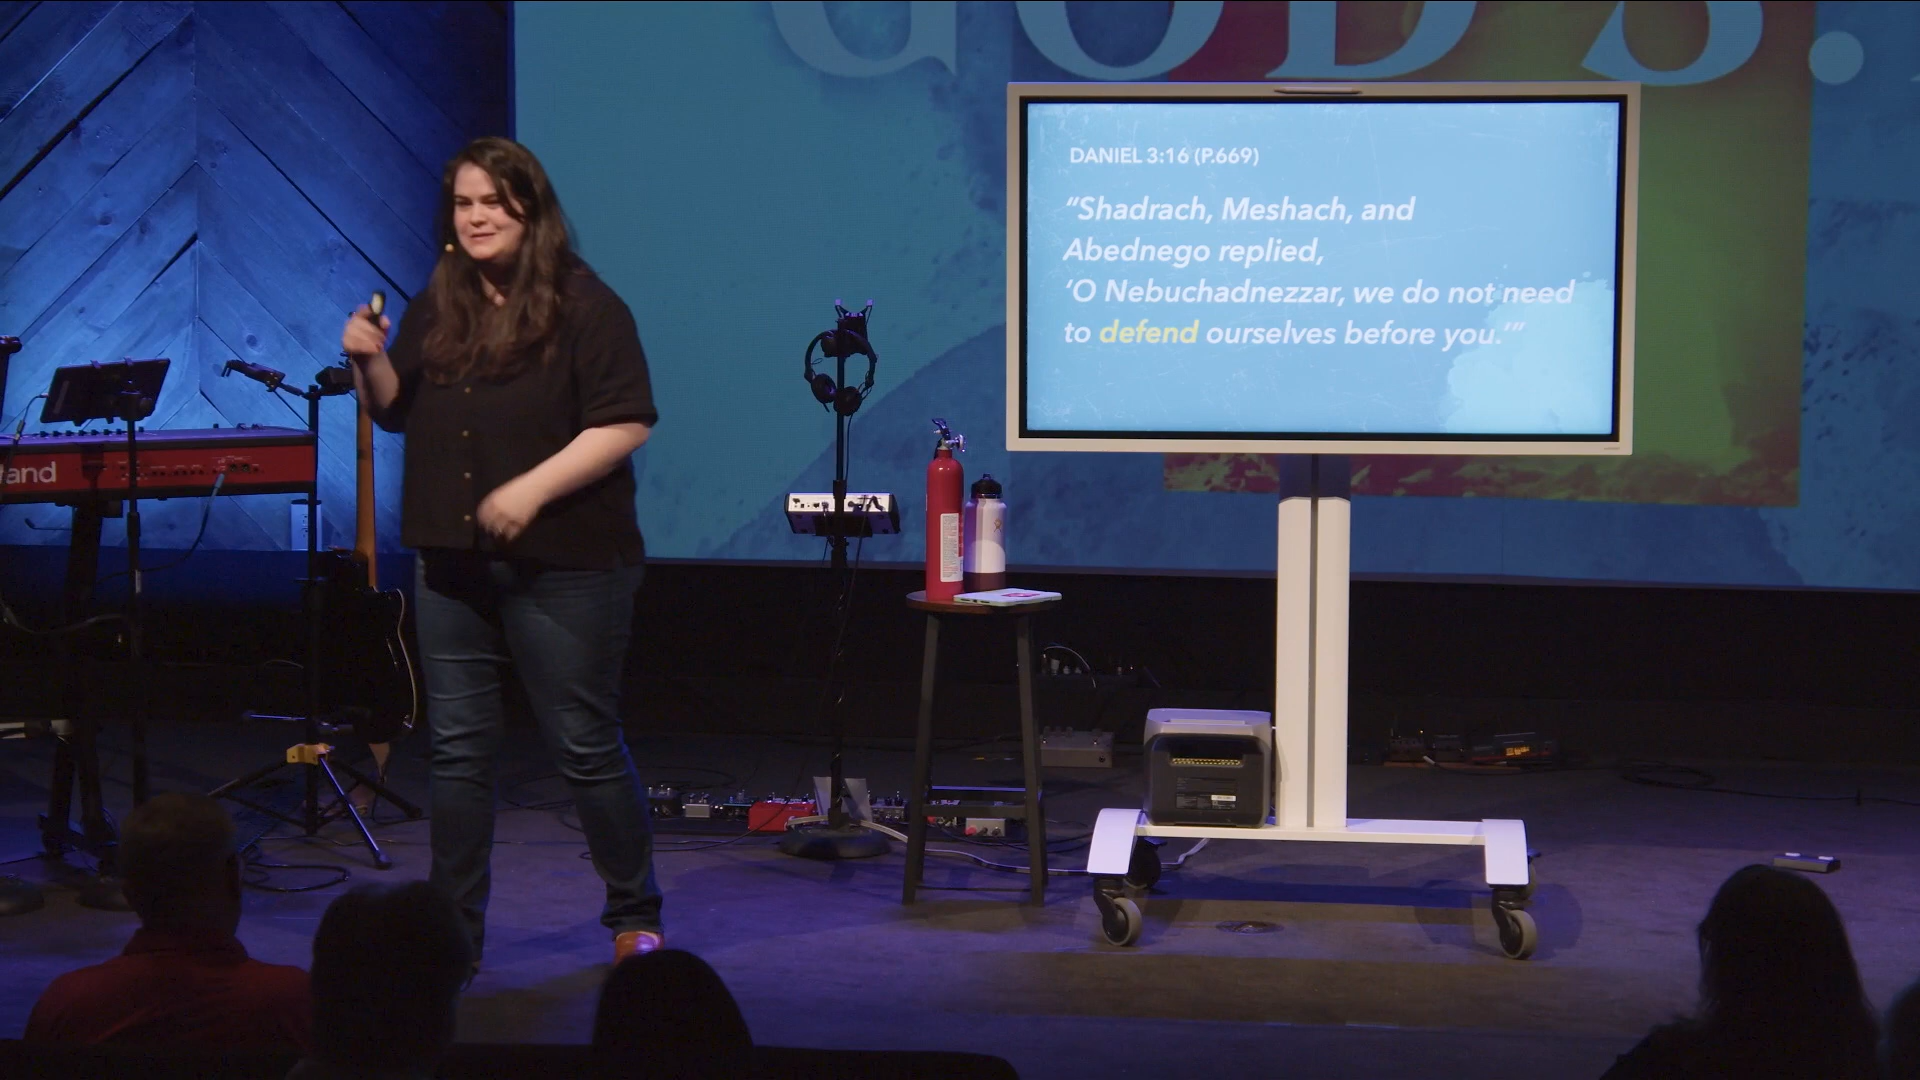 GOD'S.
DANIEL 3:16 (P.669)
“Shadrach, Meshach, and
Abednego replied,
‘O Nebuchadnezzar, we do not need
to defend ourselves before you.’”
and